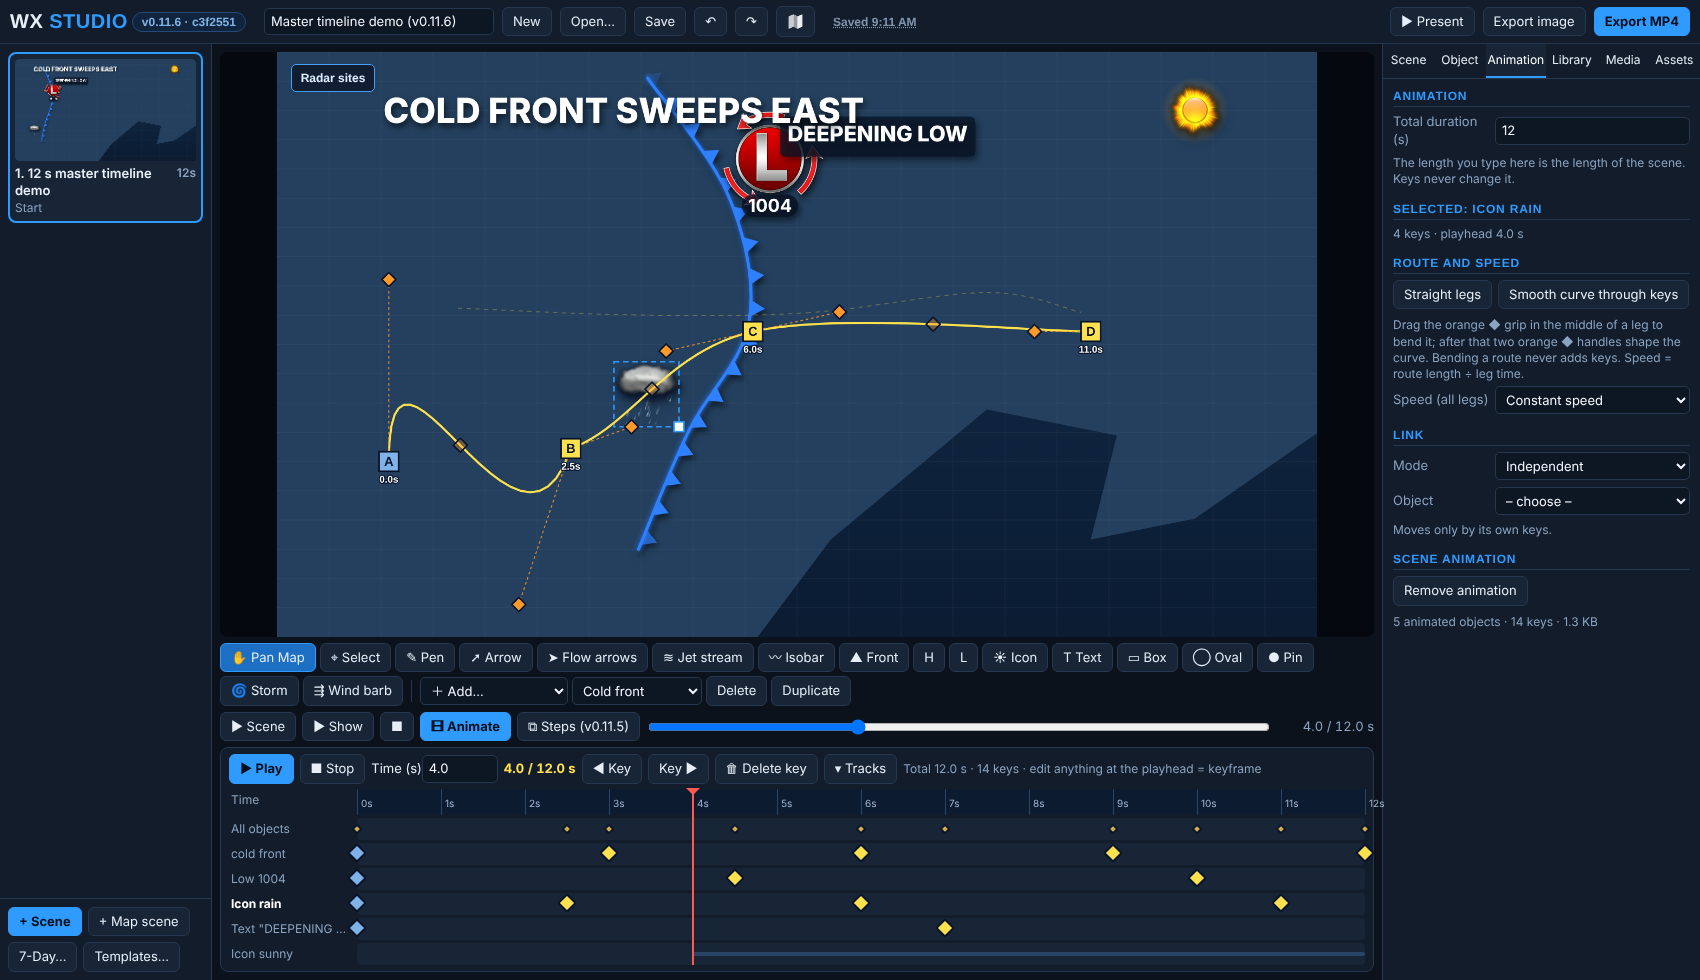 WX STUDIO v0.11.6 · c3f2551 Master timeline demo (v0.11.6) New Open... Save Saved 9:11 AM Present Export image Export MP4
COLD FRONT SWEEPS EAST
1. 12 s master timeline demo 12s
Start
+ Scene + Map scene
7-Day... Templates...
Radar sites
COLD FRONT SWEEPS EAST
DEEPENING LOW
L
1004
C
6.0s
D
11.0s
B
2.5s
A
0.0s
Pan Map Select Pen Arrow Flow arrows Jet stream Isobar Front H L Icon T Text Box Oval Pin
Storm Wind barb + Add... Cold front Delete Duplicate
Scene Show Animate Steps (v0.11.5) 4.0 / 12.0 s
Play Stop Time (s) 4.0 4.0 / 12.0 s Key Key Delete key Tracks Total 12.0 s · 14 keys · edit anything at the playhead = keyframe
Time 0s 1s 2s 3s 4s 5s 6s 7s 8s 9s 10s 11s 12s
All objects
cold front
Low 1004
Icon rain
Text "DEEPENING ...
Icon sunny
Scene Object Animation Library Media Assets
ANIMATION
Total duration (s) 12
The length you type here is the length of the scene.
Keys never change it.
SELECTED: ICON RAIN
4 keys · playhead 4.0 s
ROUTE AND SPEED
Straight legs Smooth curve through keys
Drag the orange ◆ grip in the middle of a leg to
bend it; after that two orange ◆ handles shape the
curve. Bending a route never adds keys. Speed =
route length ÷ leg time.
Speed (all legs) Constant speed
LINK
Mode Independent
Object – choose –
Moves only by its own keys.
SCENE ANIMATION
Remove animation
5 animated objects · 14 keys · 1.3 KB